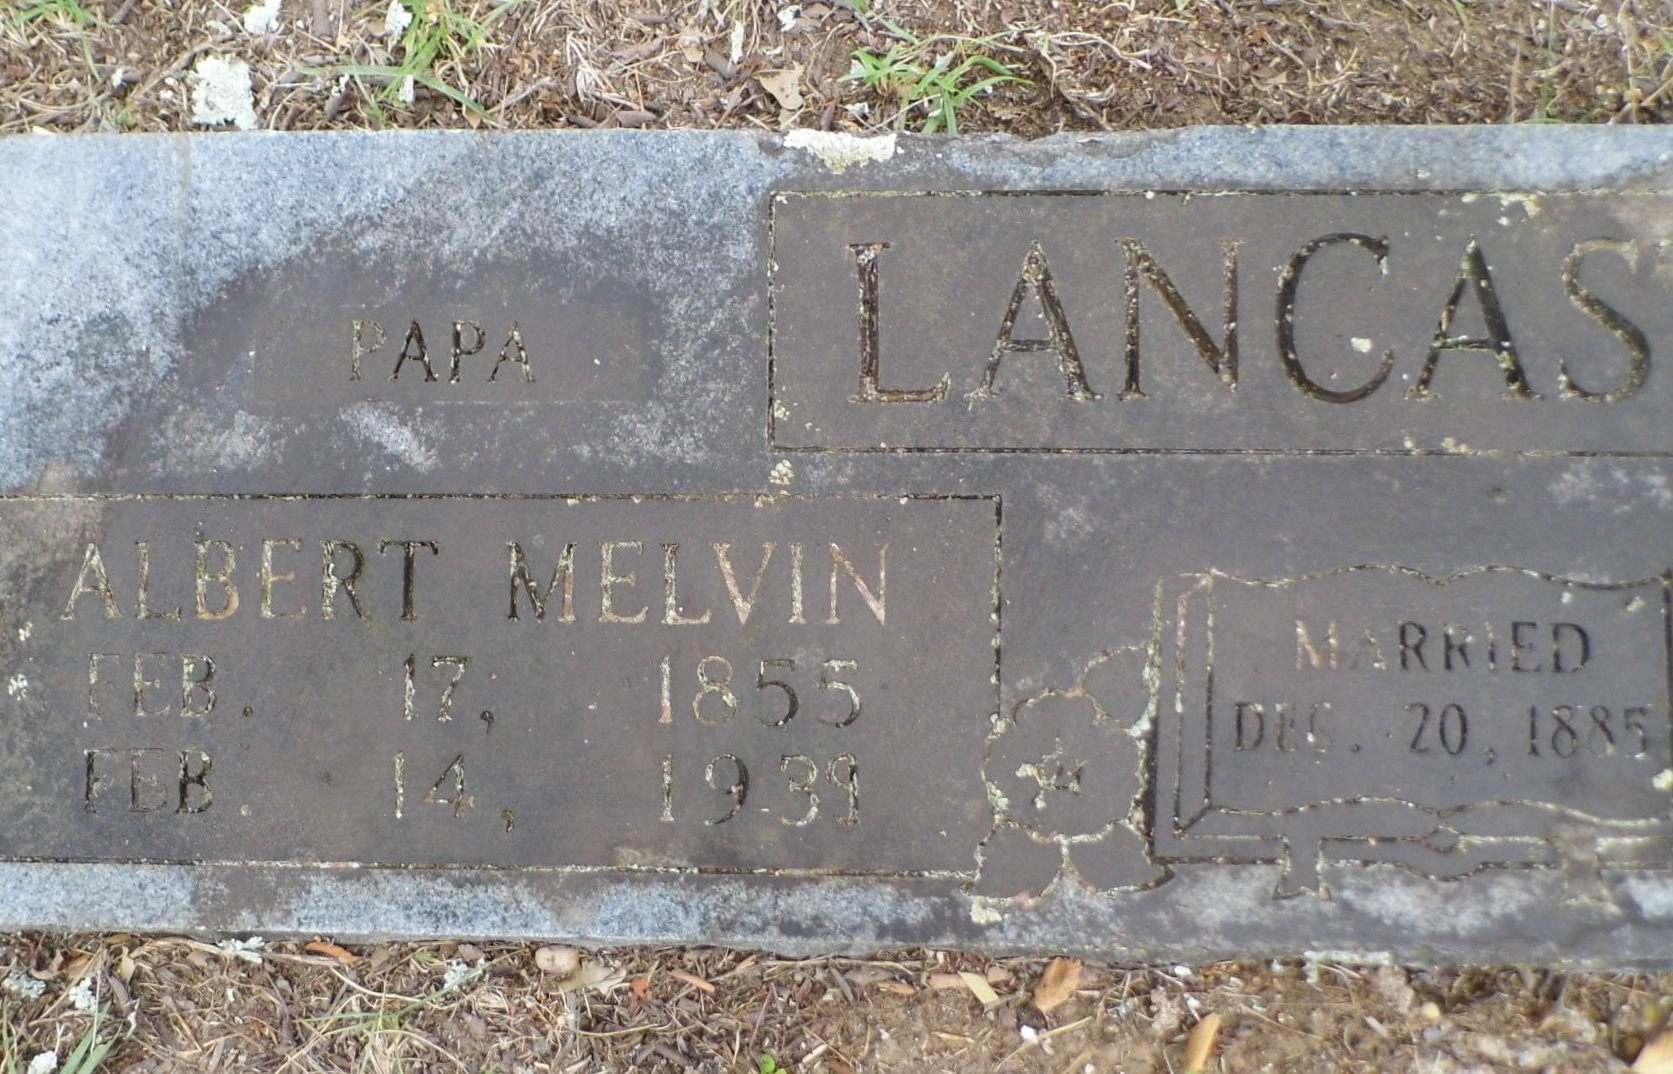 PAPA
LANCAS
ALBERT MELVIN
FEB. 17, 1855
FEB. 14, 1939
MARRIED
DEC. 20, 1885